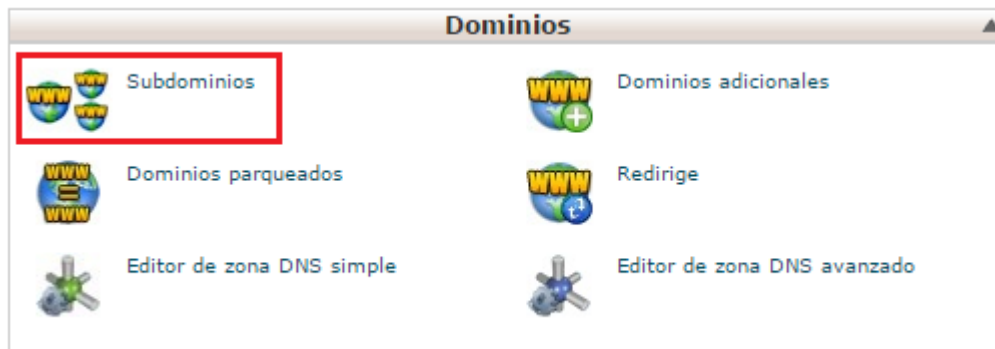 Dominios
Subdominios
Dominios adicionales
Dominios parqueados
Redirige
Editor de zona DNS simple
Editor de zona DNS avanzado